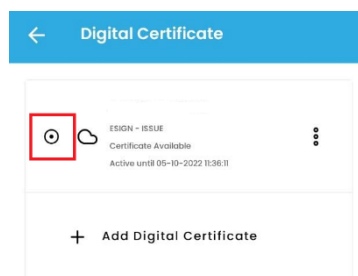 Digital Certificate
ESIGN - ISSUE
Certificate Available
Active until 05-10-2022 11:36:11
+ Add Digital Certificate